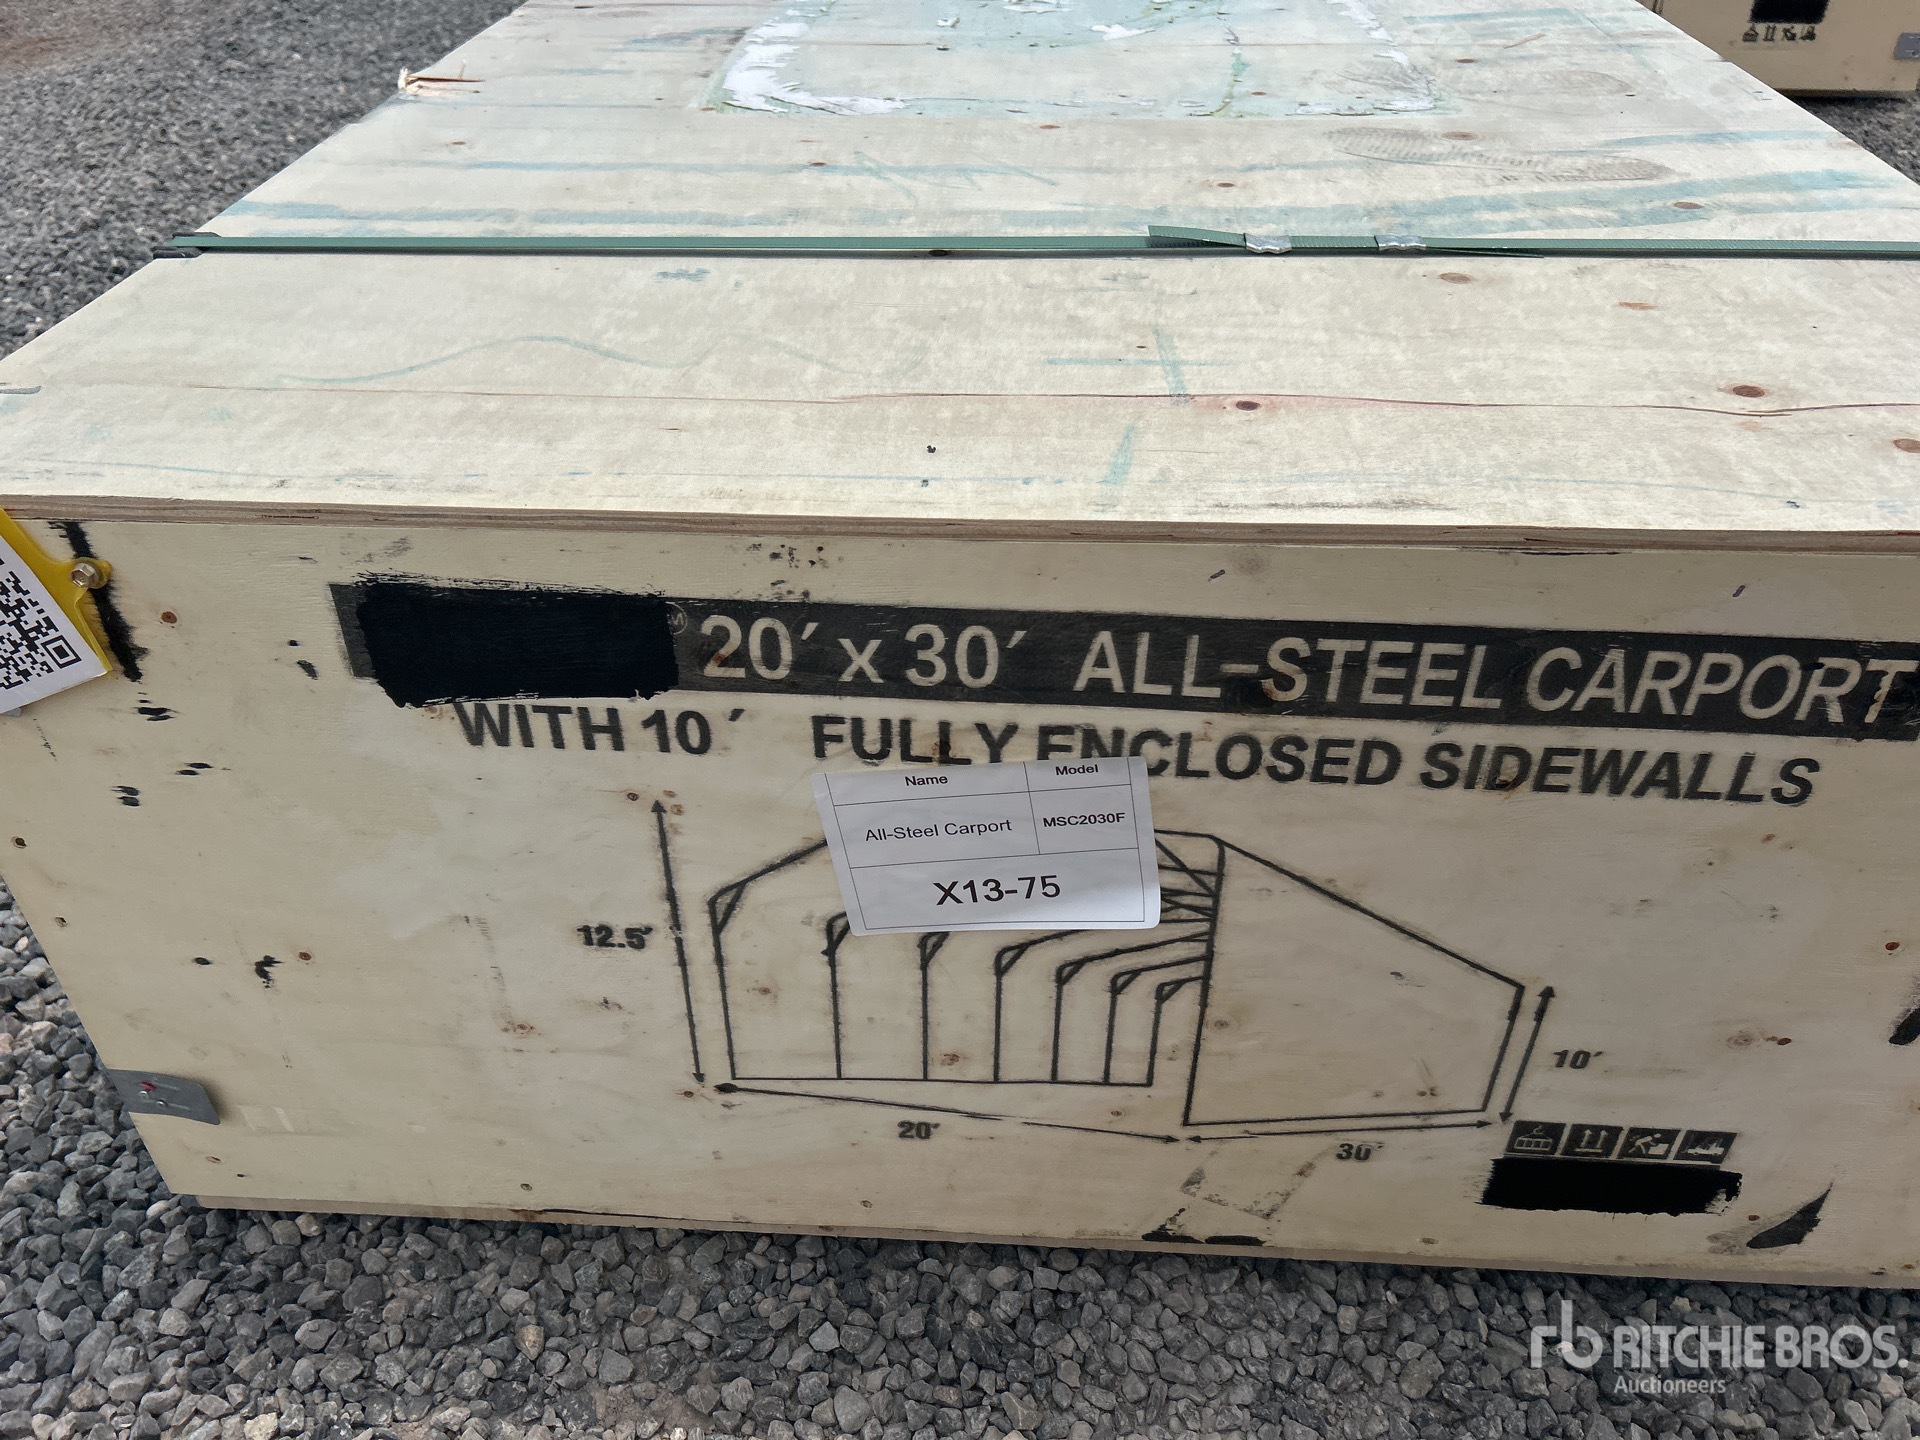 20′ x 30′ ALL-STEEL CARPORT
WITH 10′ FULLY ENCLOSED SIDEWALLS
Name Model
All-Steel Carport MSC2030F
X13-75
12.5′
10′
20′
30′
rb RITCHIE BROS.
Auctioneers